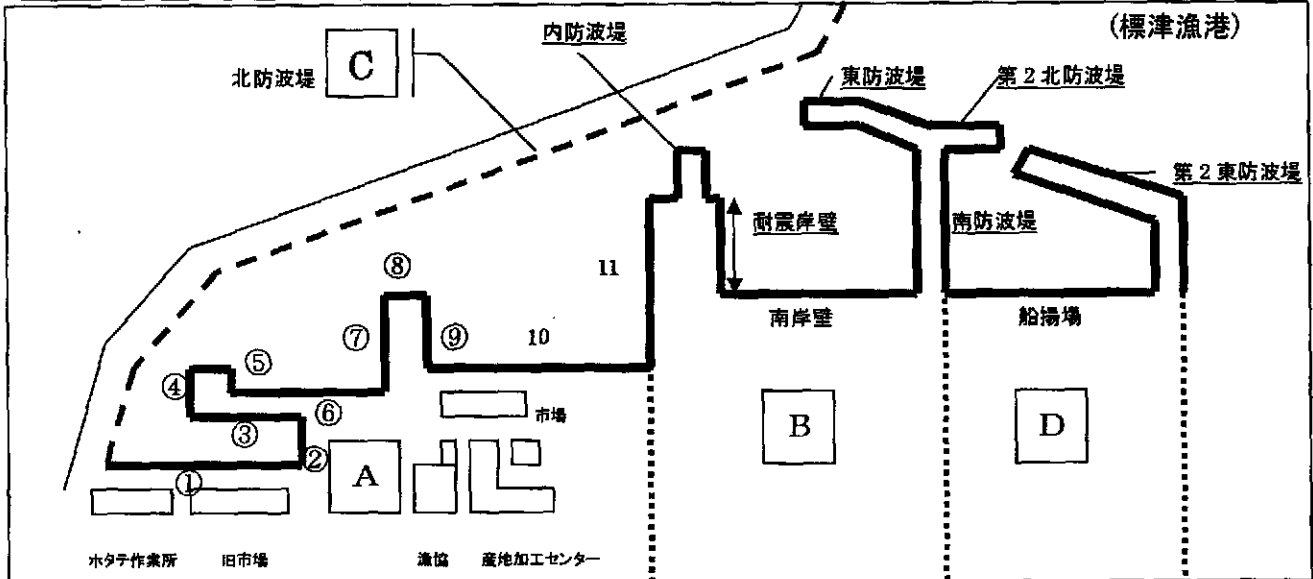 (標津漁港)
内防波堤
北防波堤
C
東防波堤
第2北防波堤
第2東防波堤
耐震岸壁
南防波堤
⑧
11
南岸壁
船揚場
⑦
⑨
10
⑤
④
⑥
市場
③
B
D
②
A
①
ホタテ作業所
旧市場
漁協
産地加工センター